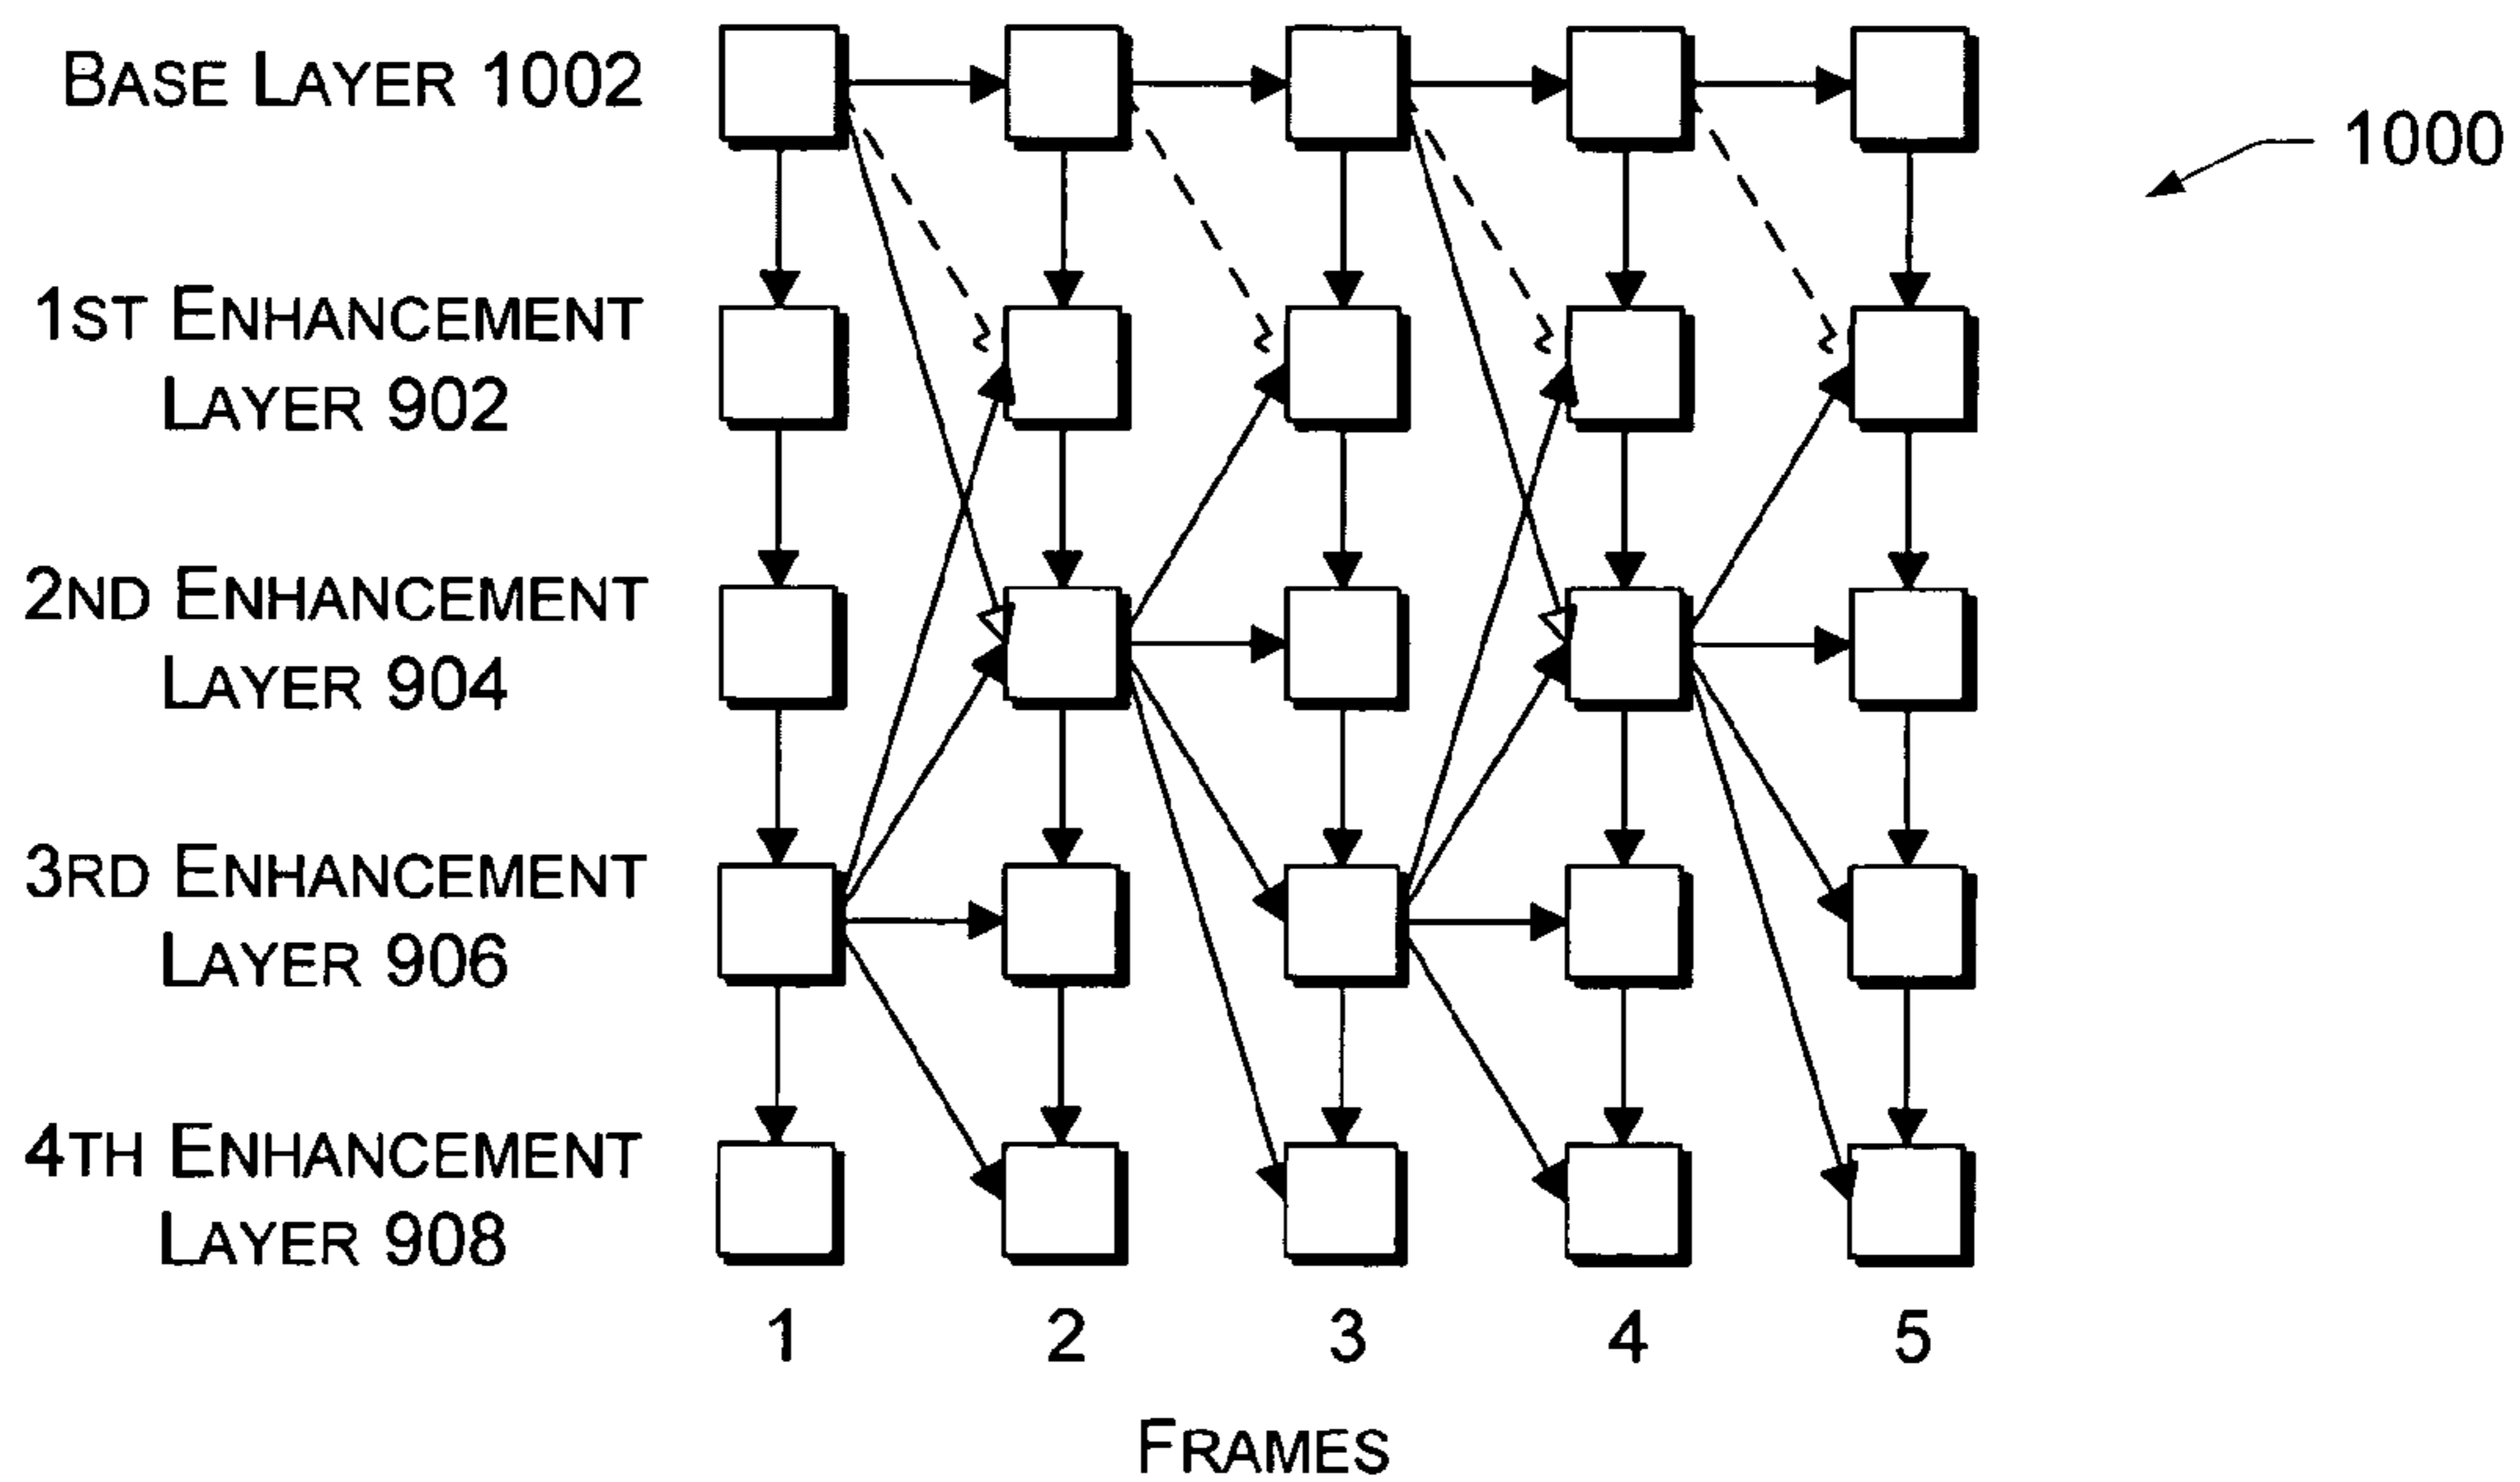 BASE LAYER 1002
1000
1ST ENHANCEMENT
LAYER 902
2ND ENHANCEMENT
LAYER 904
3RD ENHANCEMENT
LAYER 906
4TH ENHANCEMENT
LAYER 908
1 2 3 4 5
FRAMES